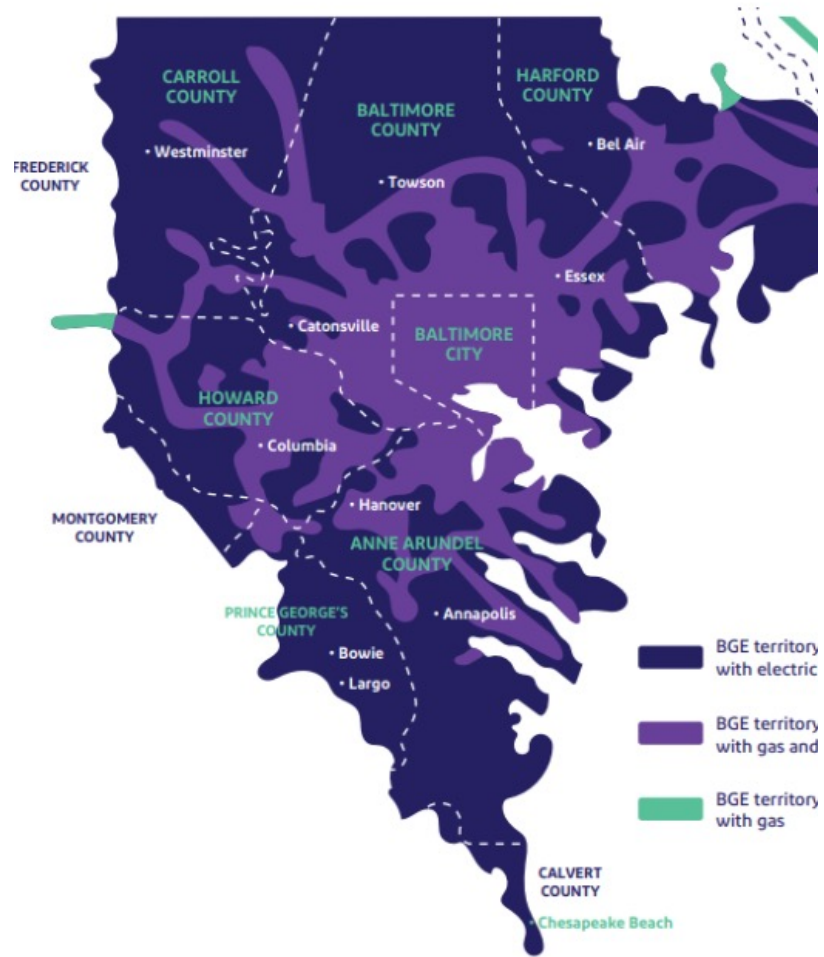 CARROLL
COUNTY
HARFORD
COUNTY
BALTIMORE
COUNTY
• Bel Air
• Westminster
FREDERICK
COUNTY
• Towson
• Essex
• Catonsville
BALTIMORE
CITY
HOWARD
COUNTY
• Columbia
• Hanover
MONTGOMERY
COUNTY
ANNE ARUNDEL
COUNTY
PRINCE GEORGE'S
COUNTY
• Annapolis
• Bowie
• Largo
BGE territory
with electric
BGE territory
with gas and
BGE territory
with gas
CALVERT
COUNTY
• Chesapeake Beach